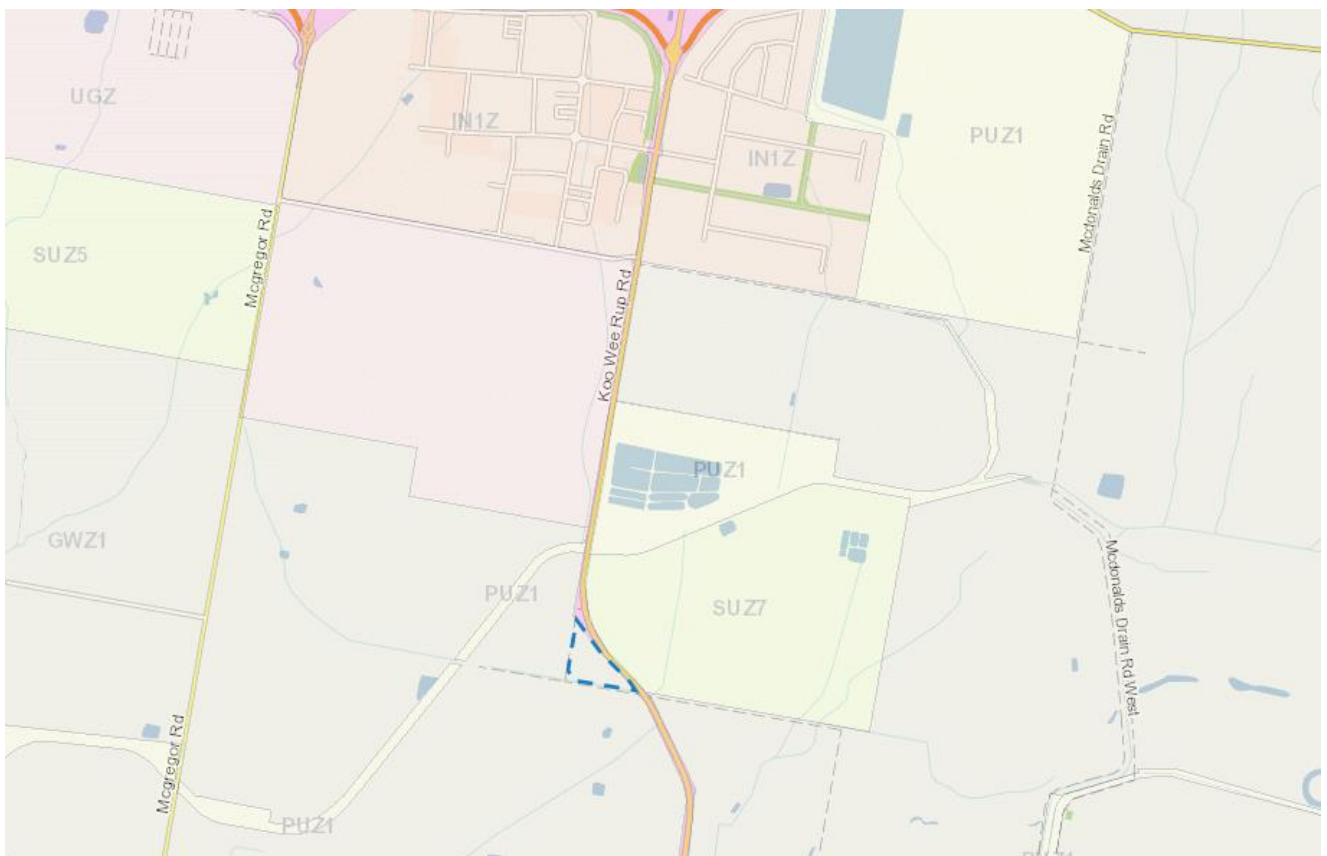 UGZ
IN1Z
IN1Z
PUZ1
Mcdonalds Drain Rd
SUZ5
Mcgregor Rd
Koo Wee Rup Rd
PUZ1
GWZ1
PUZ1
SUZ7
Mcdonalds Drain Rd West
Mcgregor Rd
PUZ1